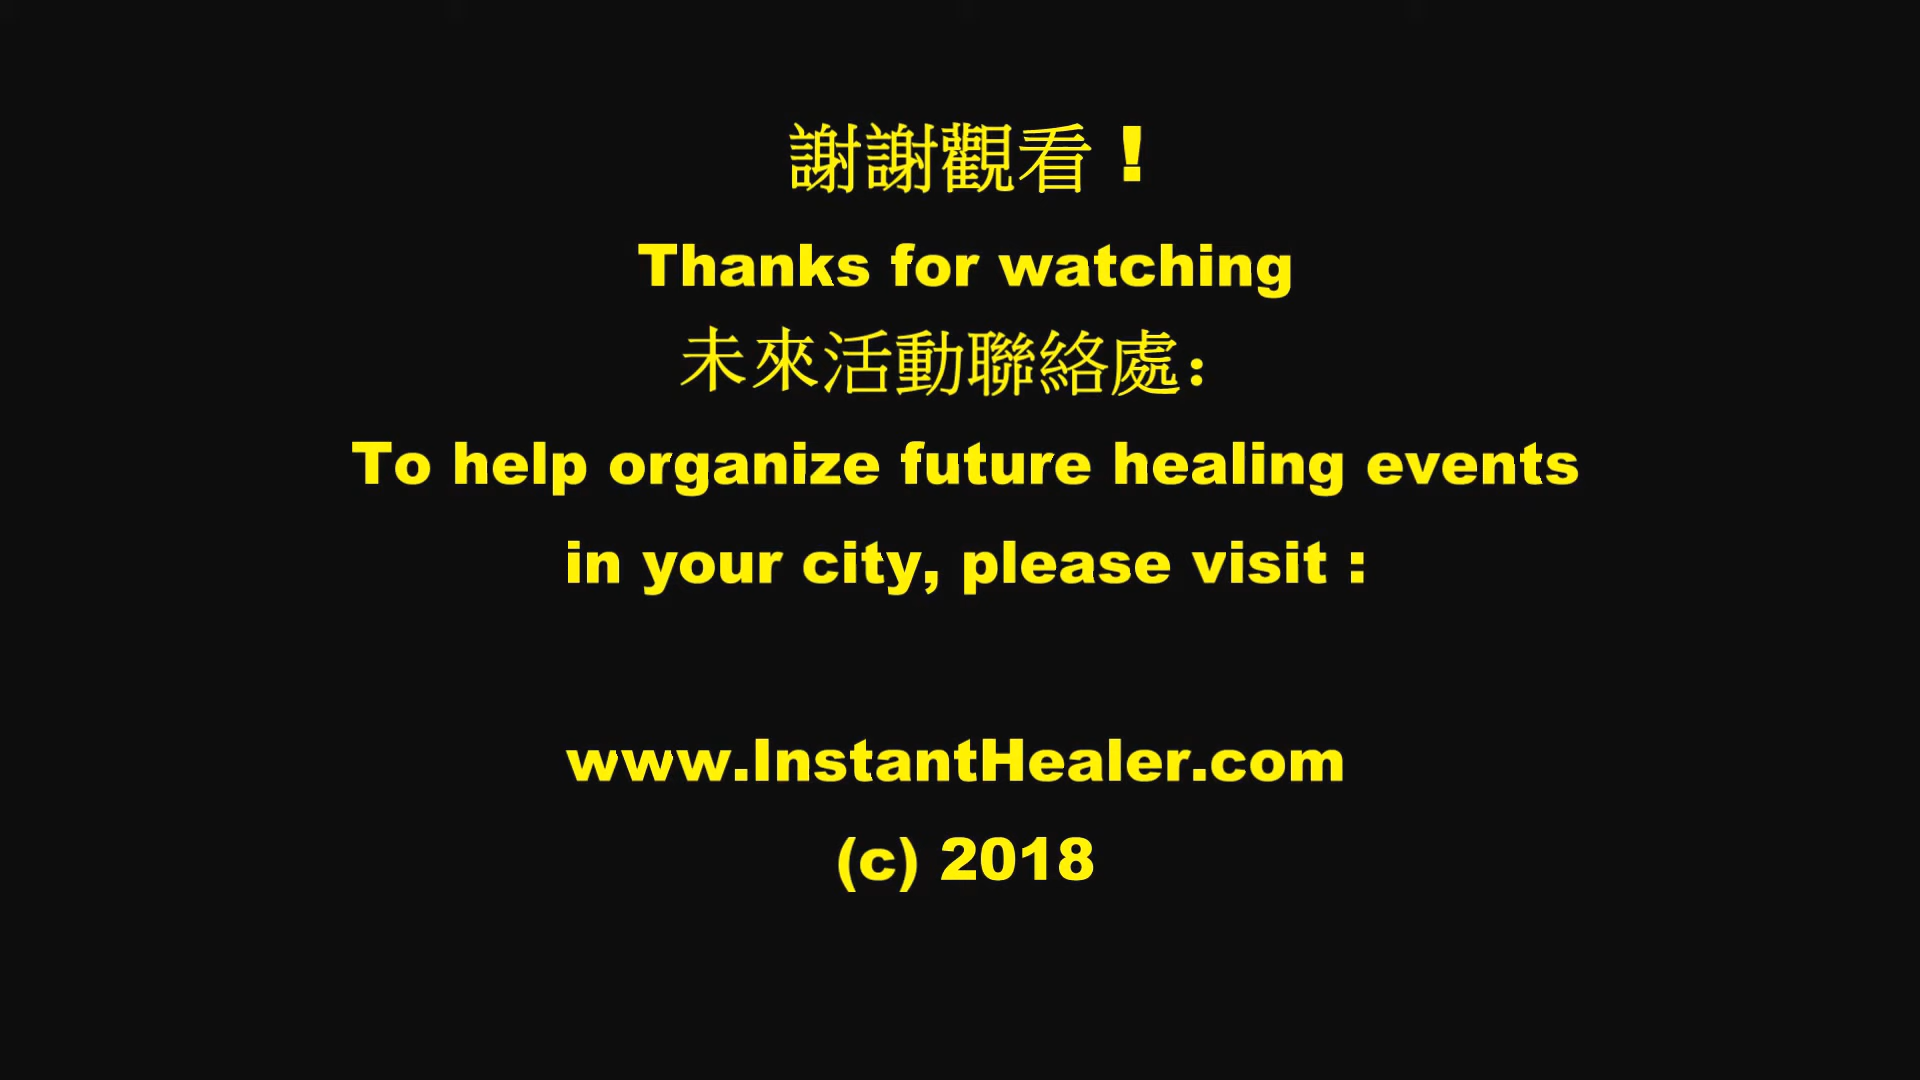 謝謝觀看！
Thanks for watching
未來活動聯絡處：
To help organize future healing events
in your city, please visit :
www.InstantHealer.com
(c) 2018